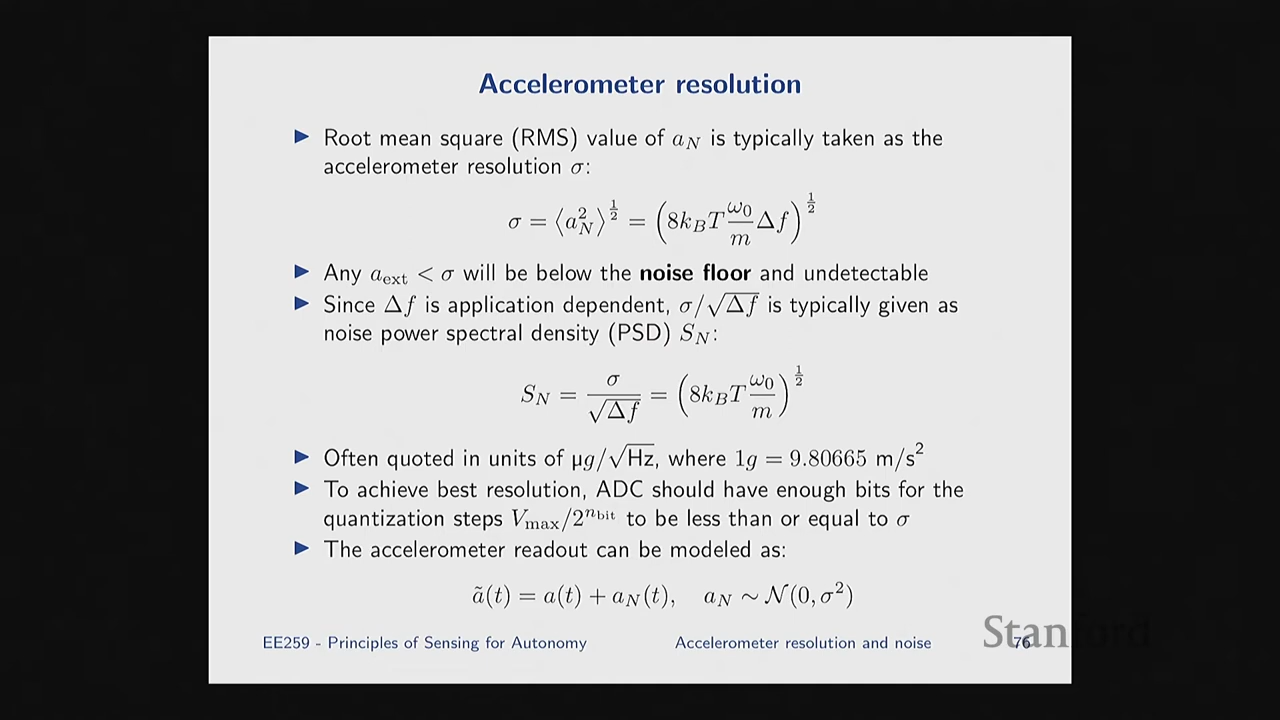 Accelerometer resolution
▶ Root mean square (RMS) value of a_N is typically taken as the
accelerometer resolution σ:
σ = ⟨a_N^2⟩^{1/2} = (8k_B T ω_0/m Δf)^{1/2}
▶ Any a_ext < σ will be below the noise floor and undetectable
▶ Since Δf is application dependent, σ/√Δf is typically given as
noise power spectral density (PSD) S_N:
S_N = σ/√Δf = (8k_B T ω_0/m)^{1/2}
▶ Often quoted in units of μg/√Hz, where 1g = 9.80665 m/s²
▶ To achieve best resolution, ADC should have enough bits for the
quantization steps V_max/2^{n_bit} to be less than or equal to σ
▶ The accelerometer readout can be modeled as:
ã(t) = a(t) + a_N(t), a_N ∼ 𝒩(0, σ²)
EE259 - Principles of Sensing for Autonomy Accelerometer resolution and noise 76
Stanford